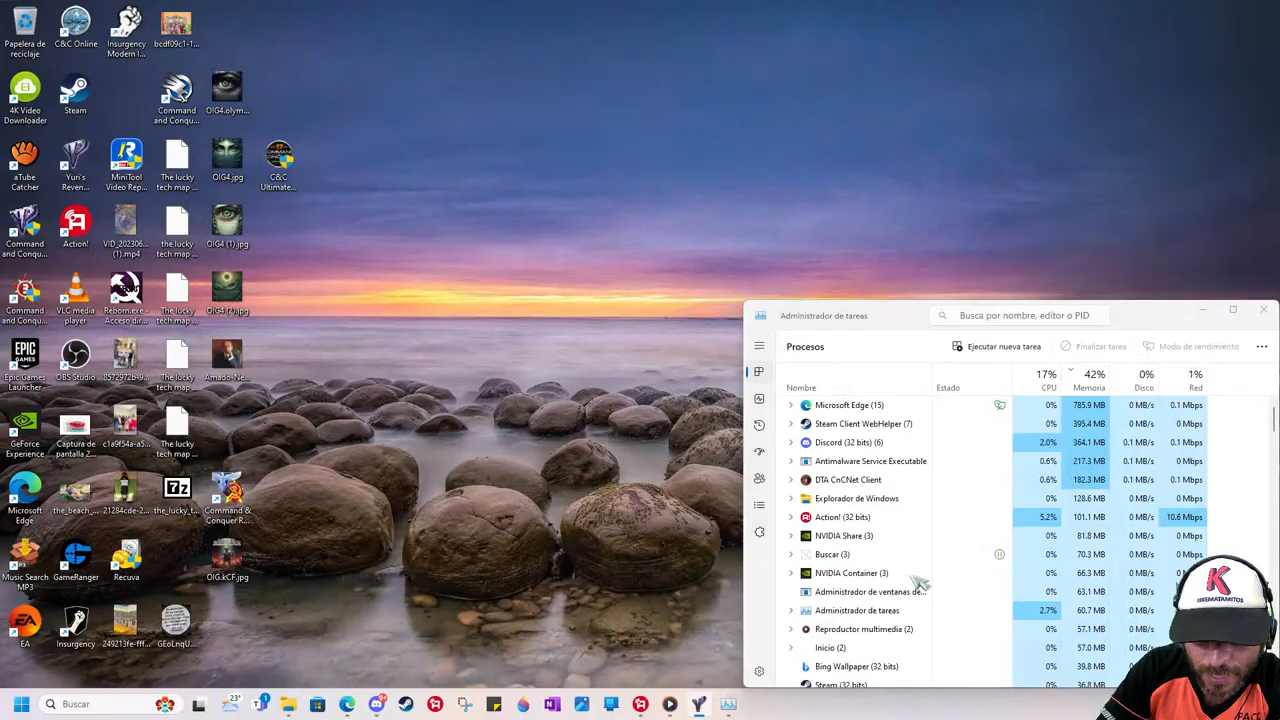 Papelera de
reciclaje
C&C Online
Insurgency
Modern I...
bcdf09c1-1...
4K Video
Downloader
Steam
Command
and Conqu...
OIG4.olym...
aTube
Catcher
Yuri's
Reven...
MiniTool
Video Rep...
The lucky
tech map ...
OIG4.jpg
C&C
Ultimate...
Command
and Conqu...
Action!
VID_202306...
(1).mp4
the lucky
tech map ...
OIG4 (1).jpg
Command
and Conqu...
VLC media
player
Reborn.exe -
Acceso dir...
The lucky
tech map ...
OIG4 (2).jpg
Epic Games
Launcher
OBS Studio
8572972b-9...
The lucky
tech map ...
Amado-Ne...
GeForce
Experience
Captura de
pantalla 2...
c1a9f54a-a5...
The lucky
Microsoft
Edge
the_beach_...
21284cde-2...
the_lucky_t...
Command
& Conquer R...
Music Search
MP3
GameRanger
Recuva
OIG.kCF.jpg
EA
Insurgency
249213fe-fff...
GEoLnqU...
Administrador de tareas
Busca por nombre, editor o PID
Procesos
Ejecutar nueva tarea
Finalizar tarea
Modo de rendimiento
17% 42% 0% 1%
Nombre Estado CPU Memoria Disco Red
Microsoft Edge (15) 0% 785.9 MB 0 MB/s 0.1 Mbps
Steam Client WebHelper (7) 0% 395.4 MB 0 MB/s 0 Mbps
Discord (32 bits) (6) 2.0% 364.1 MB 0.1 MB/s 0.1 Mbps
Antimalware Service Executable 0.6% 217.3 MB 0.1 MB/s 0 Mbps
DTA CnCNet Client 0.6% 182.3 MB 0 MB/s 0 Mbps
Explorador de Windows 0% 128.6 MB 0 MB/s 0 Mbps
Action! (32 bits) 5.2% 101.1 MB 0.1 MB/s 10.6 Mbps
NVIDIA Share (3) 0% 81.8 MB 0 MB/s 0 Mbps
Buscar (3) 0% 70.3 MB 0 MB/s 0 Mbps
NVIDIA Container (3) 0% 66.3 MB 0 MB/s
Administrador de ventanas de... 0% 63.1 MB 0 MB/s
Administrador de tareas 2.7% 60.7 MB 0 MB/s
Reproductor multimedia (2) 0% 57.1 MB 0 MB/s
Inicio (2) 0% 57.0 MB 0 MB/s
Bing Wallpaper (32 bits) 0% 39.8 MB
Steam (32 bits) 0% 36.8 MB
Buscar
23°
K
KIKEMATAMITOS